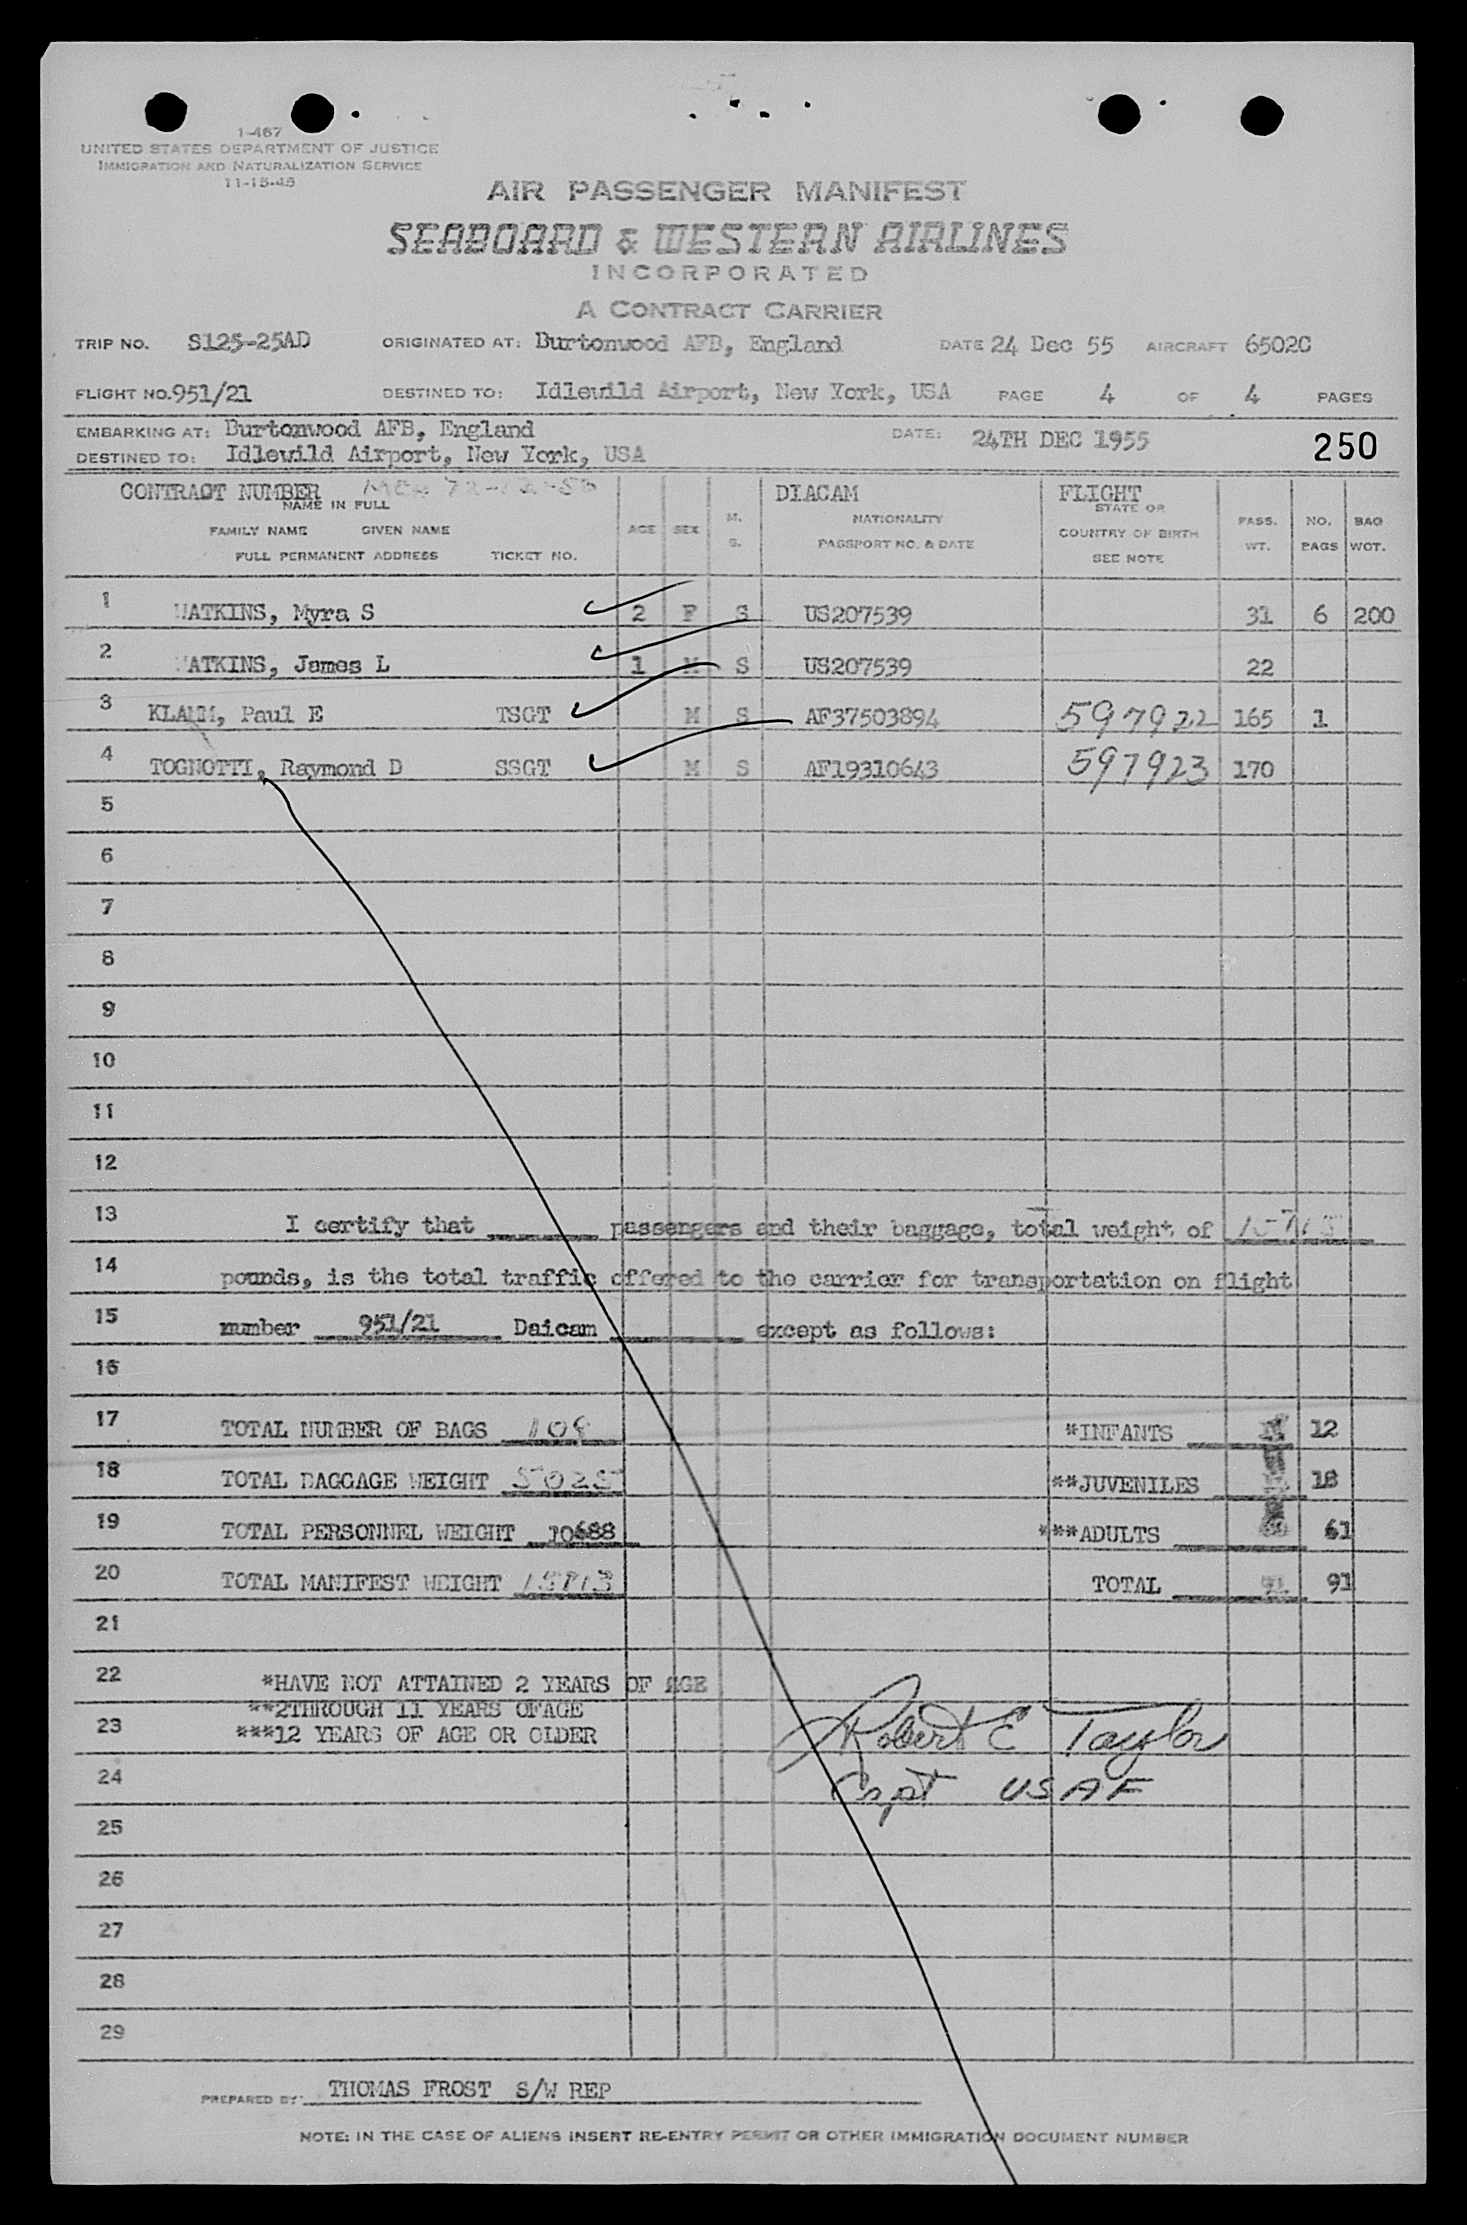 1-467
UNITED STATES DEPARTMENT OF JUSTICE
IMMIGRATION AND NATURALIZATION SERVICE
11-15-48
AIR PASSENGER MANIFEST
SEABOARD & WESTERN AIRLINES
INCORPORATED
A CONTRACT CARRIER
TRIP NO. S125-25AD ORIGINATED AT: Burtonwood AFB, England DATE 24 Dec 55 AIRCRAFT 6502C
FLIGHT NO. 951/21 DESTINED TO: Idlewild Airport, New York, USA PAGE 4 OF 4 PAGES
EMBARKING AT: Burtonwood AFB, England DATE: 24TH DEC 1955 250
DESTINED TO: Idlewild Airport, New York, USA
CONTRACT NUMBER DIACAM FLIGHT
NAME IN FULL STATE OR
FAMILY NAME GIVEN NAME AGE SEX M. S. NATIONALITY COUNTRY OF BIRTH PASS. WT. NO. BAGS BAG WGT.
FULL PERMANENT ADDRESS TICKET NO. PASSPORT NO. & DATE SEE NOTE
1 WATKINS, Myra S 2 F S US207539 31 6 200
2 WATKINS, James L 1 M S US207539 22
3 KLAMM, Paul E TSGT M S AF37503894 597922 165 1
4 TOGNOTTI, Raymond D SSGT M S AF19310643 597923 170
5
6
7
8
9
10
11
12
13 I certify that passengers and their baggage, total weight of
14 pounds, is the total traffic offered to the carrier for transportation on flight
15 number 951/21 Daicam except as follows:
16
17 TOTAL NUMBER OF BAGS 108 *INFANTS 12
18 TOTAL BAGGAGE WEIGHT 5025 **JUVENILES 18
19 TOTAL PERSONNEL WEIGHT 10688 ***ADULTS 61
20 TOTAL MANIFEST WEIGHT 15713 TOTAL 91 91
21
22 *HAVE NOT ATTAINED 2 YEARS OF AGE
**2THROUGH 11 YEARS OFAGE
23 ***12 YEARS OF AGE OR OLDER Robert E Taylor
24 Capt USAF
25
26
27
28
29
PREPARED BY: THOMAS FROST S/W REP
NOTE: IN THE CASE OF ALIENS INSERT RE-ENTRY PERMIT OR OTHER IMMIGRATION DOCUMENT NUMBER